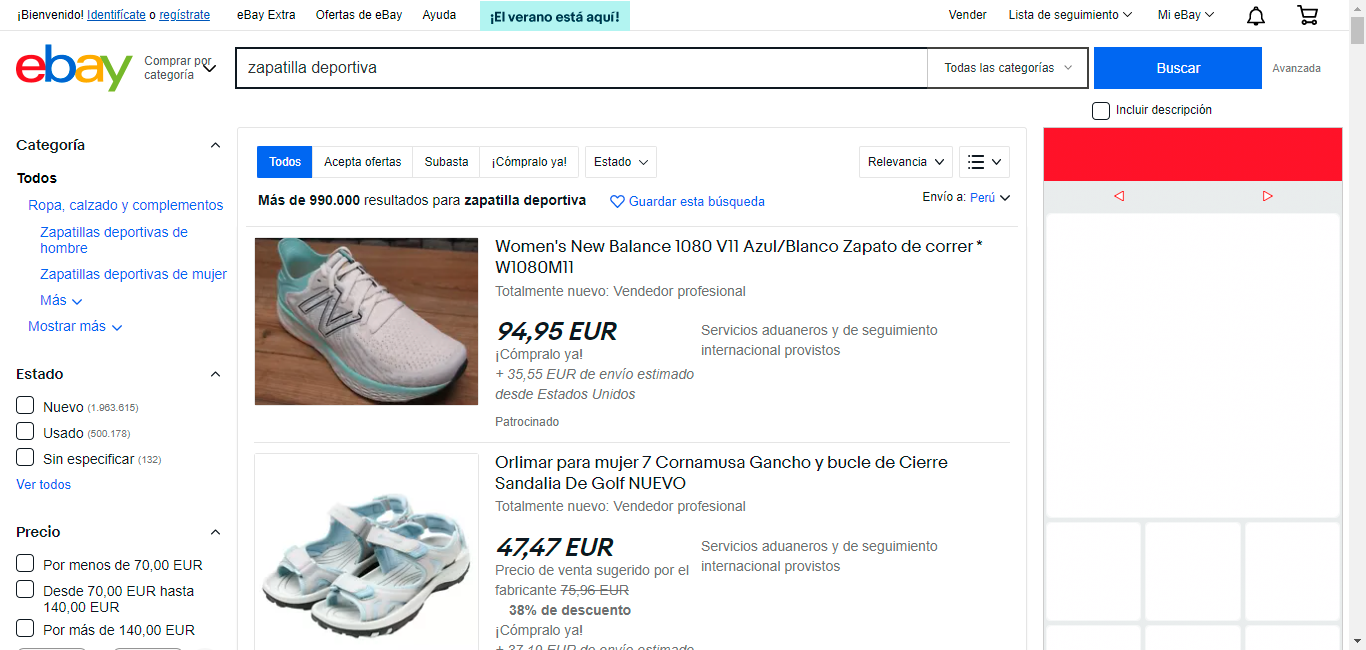 ¡Bienvenido! Identifícate o regístrate eBay Extra Ofertas de eBay Ayuda ¡El verano está aquí! Vender Lista de seguimiento Mi eBay
ebay Comprar por categoría zapatilla deportiva Todas las categorías Buscar Avanzada
Incluir descripción
Categoría
Todos
Ropa, calzado y complementos
Zapatillas deportivas de
hombre
Zapatillas deportivas de mujer
Más
Mostrar más
Estado
Nuevo (1.963.615)
Usado (500.178)
Sin especificar (132)
Ver todos
Precio
Por menos de 70,00 EUR
Desde 70,00 EUR hasta
140,00 EUR
Por más de 140,00 EUR
Todos Acepta ofertas Subasta ¡Cómpralo ya! Estado Relevancia
Más de 990.000 resultados para zapatilla deportiva Guardar esta búsqueda Envío a: Perú
Women's New Balance 1080 V11 Azul/Blanco Zapato de correr *
W1080M11
Totalmente nuevo: Vendedor profesional
94,95 EUR
¡Cómpralo ya!
+ 35,55 EUR de envío estimado
desde Estados Unidos
Servicios aduaneros y de seguimiento
internacional provistos
Patrocinado
Orlimar para mujer 7 Cornamusa Gancho y bucle de Cierre
Sandalia De Golf NUEVO
Totalmente nuevo: Vendedor profesional
47,47 EUR
Precio de venta sugerido por el
fabricante 75,96 EUR
38% de descuento
¡Cómpralo ya!
+ 37,19 EUR de envío estimado
Servicios aduaneros y de seguimiento
internacional provistos